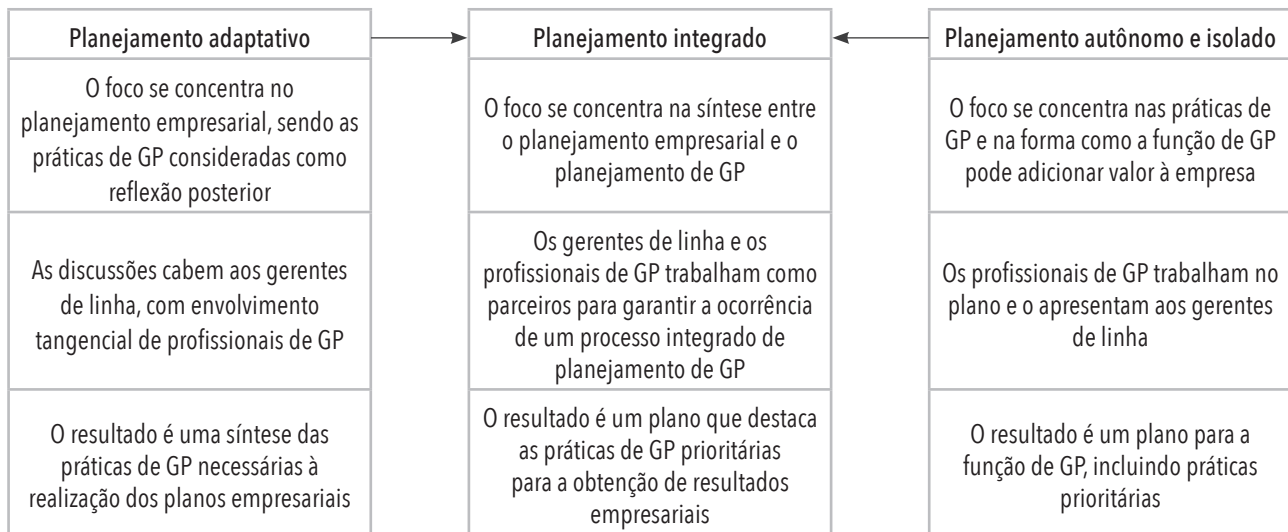 Planejamento adaptativo
O foco se concentra no
planejamento empresarial, sendo as
práticas de GP consideradas como
reflexão posterior
As discussões cabem aos gerentes
de linha, com envolvimento
tangencial de profissionais de GP
O resultado é uma síntese das
práticas de GP necessárias à
realização dos planos empresariais
Planejamento integrado
O foco se concentra na síntese entre
o planejamento empresarial e o
planejamento de GP
Os gerentes de linha e os
profissionais de GP trabalham como
parceiros para garantir a ocorrência
de um processo integrado de
planejamento de GP
O resultado é um plano que destaca
as práticas de GP prioritárias
para a obtenção de resultados
empresariais
Planejamento autônomo e isolado
O foco se concentra nas práticas de
GP e na forma como a função de GP
pode adicionar valor à empresa
Os profissionais de GP trabalham no
plano e o apresentam aos gerentes
de linha
O resultado é um plano para a
função de GP, incluindo práticas
prioritárias